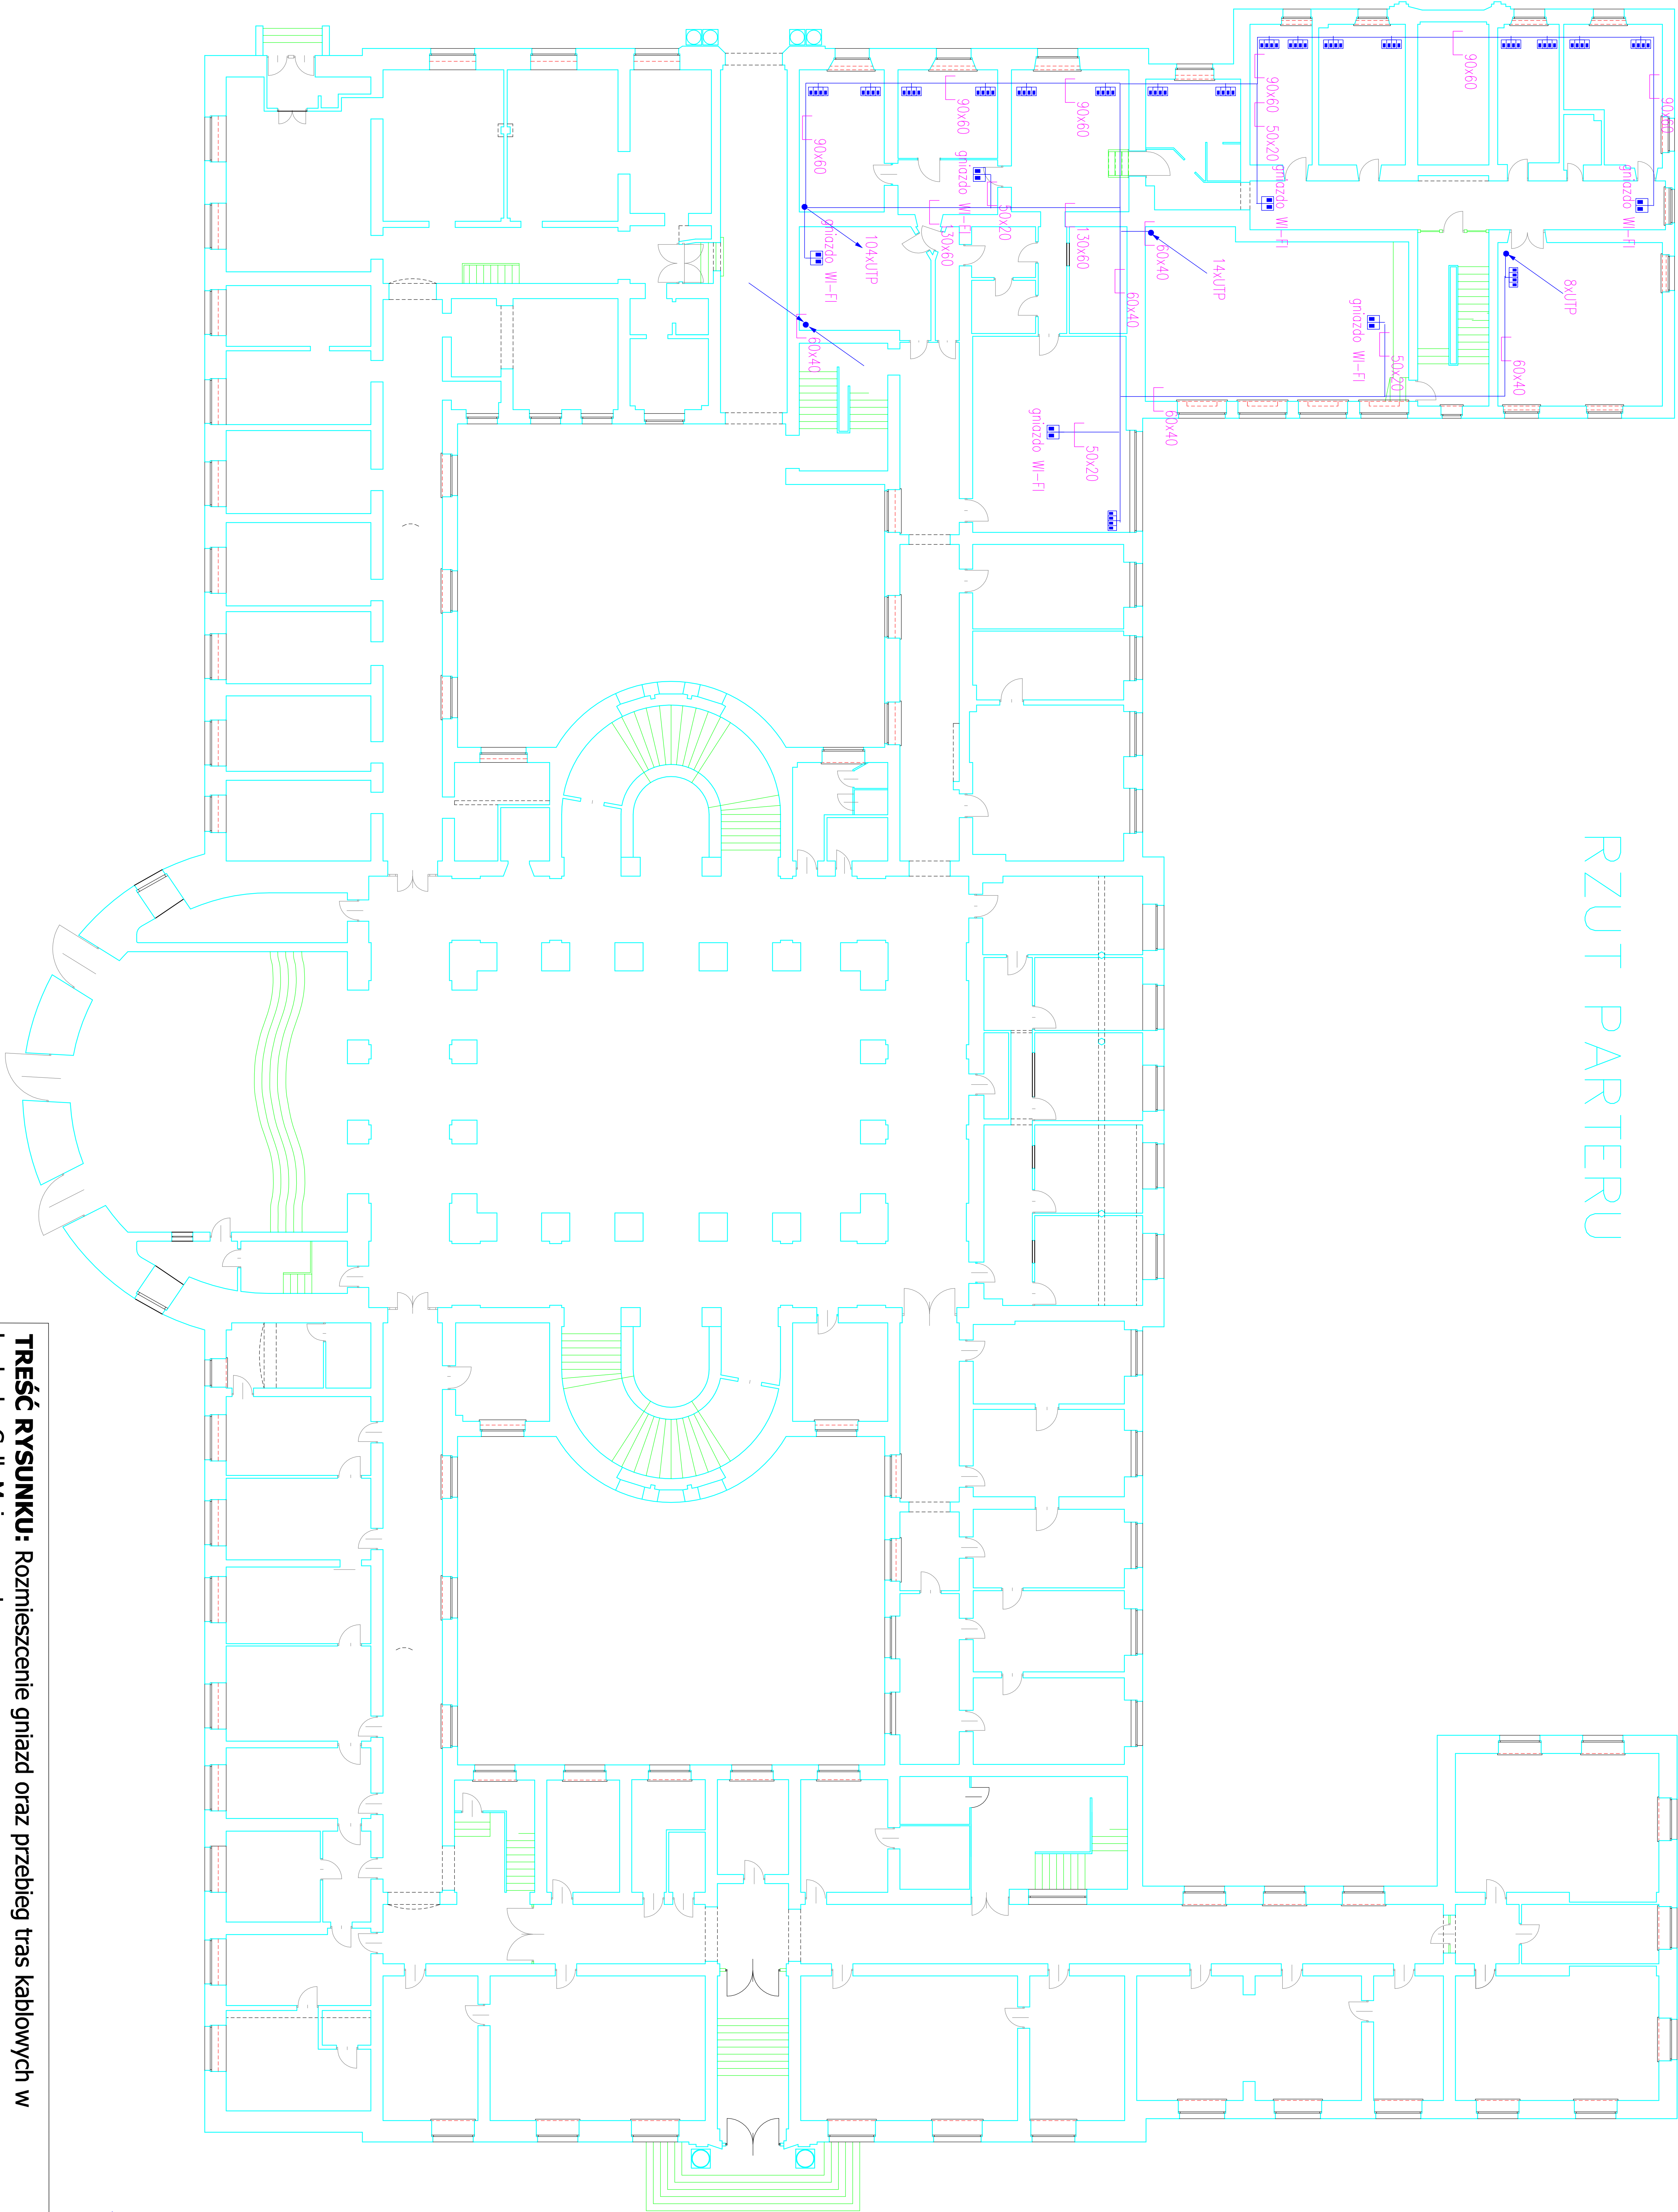 RZUT PARTERU
90x60
90x60
90x60
50x20
gniazdo WI-FI
gniazdo WI-FI
90x60
90x60
90x60
gniazdo WI-FI
50x20
130x60
130x60
gniazdo WI-FI
104xUTP
60x40
60x40
14xUTP
60x40
8xUTP
60x40
gniazdo WI-FI
50x20
60x40
gniazdo WI-FI
50x20
TREŚĆ RYSUNKU: Rozmieszczenie gniazd oraz przebieg tras kablowych w